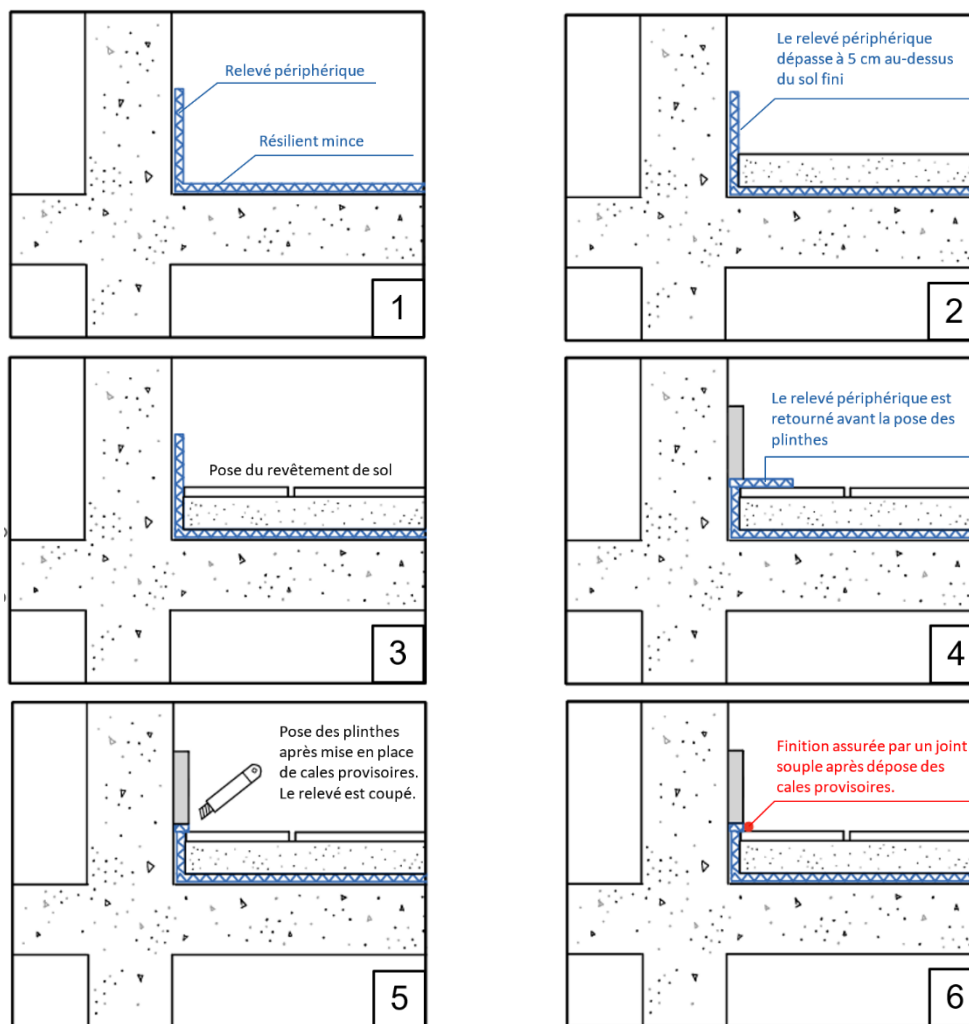 Relevé périphérique
Résilient mince
1
Le relevé périphérique
dépasse à 5 cm au-dessus
du sol fini
2
Pose du revêtement de sol
3
Le relevé périphérique est
retourné avant la pose des
plinthes
4
Pose des plinthes
après mise en place
de cales provisoires.
Le relevé est coupé.
5
Finition assurée par un joint
souple après dépose des
cales provisoires.
6